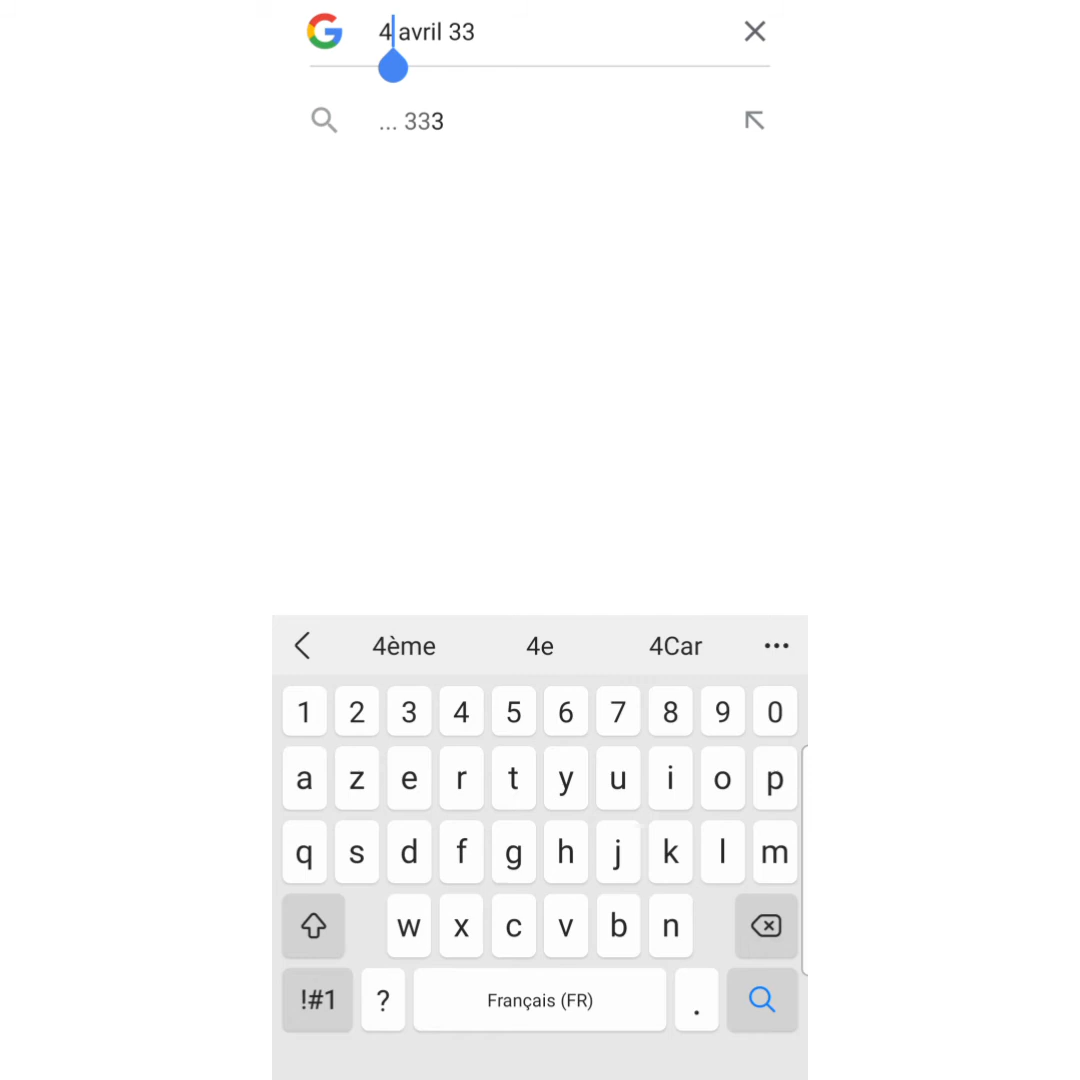 4 avril 33
... 333
4ème 4e 4Car ...
1 2 3 4 5 6 7 8 9 0
a z e r t y u i o p
q s d f g h j k l m
w x c v b n
!#1 ? Français (FR) .